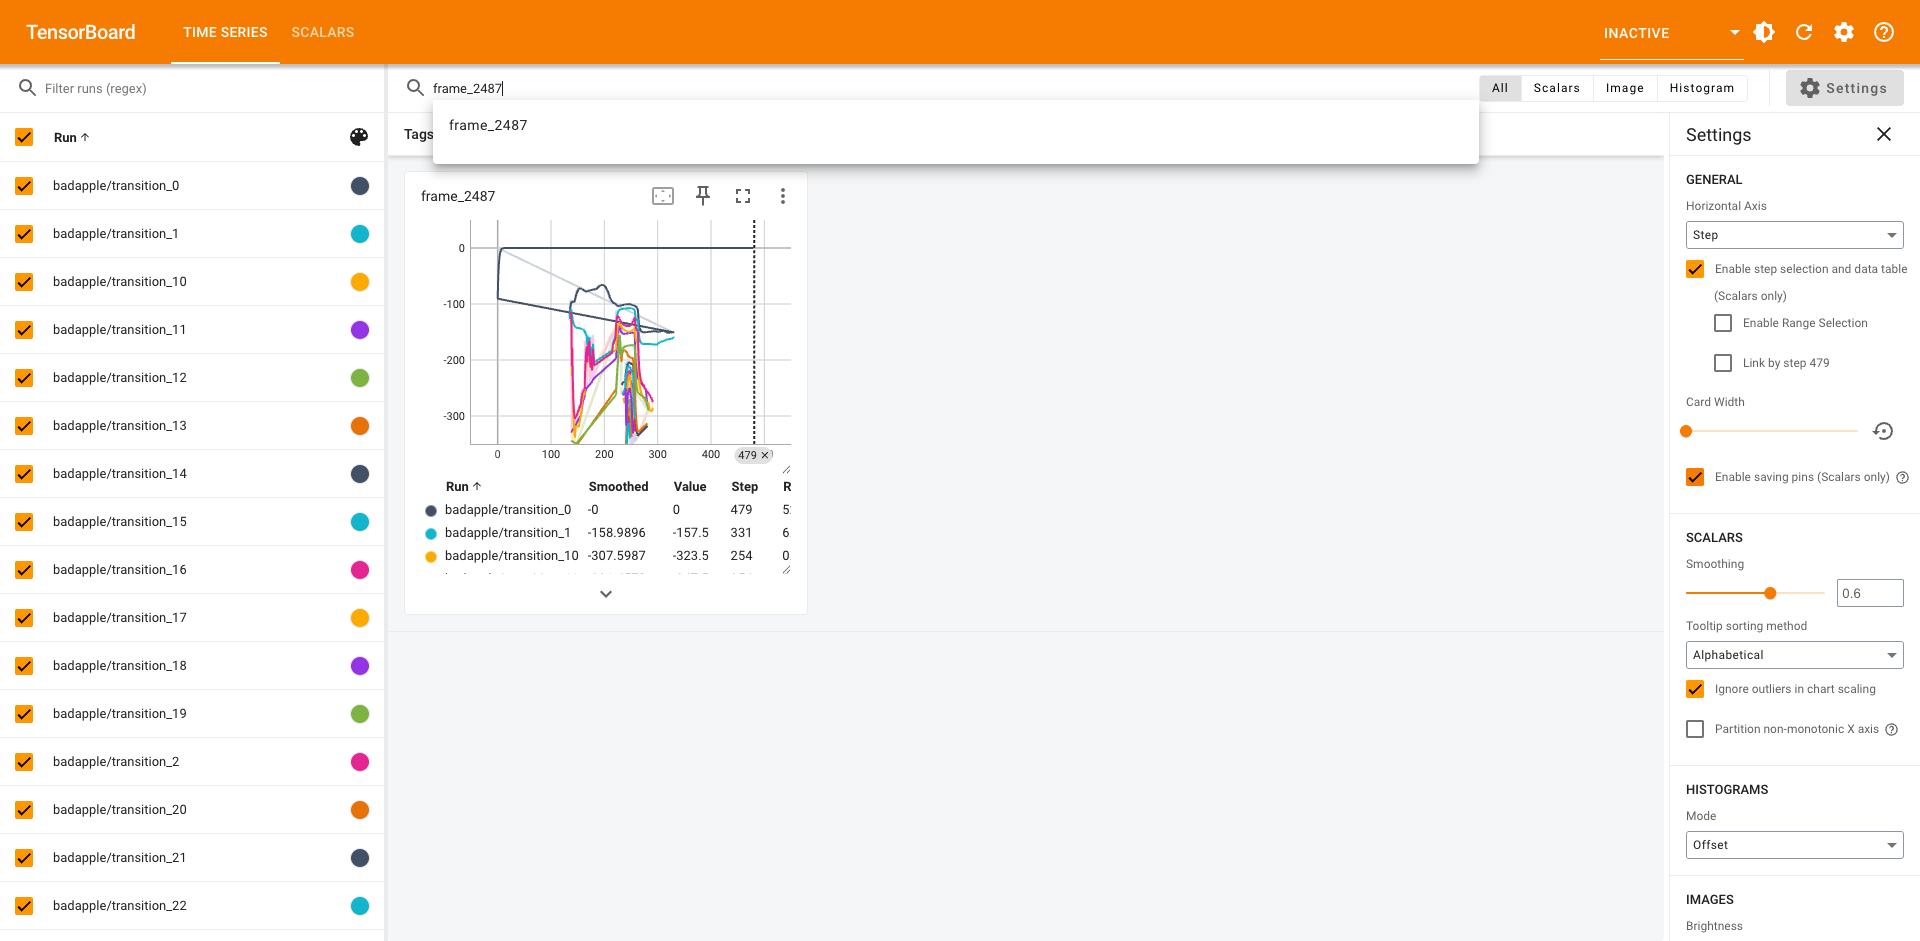 TensorBoard
TIME SERIES
SCALARS
INACTIVE
Filter runs (regex)
frame_2487
All
Scalars
Image
Histogram
Settings
frame_2487
Run
Tags
Settings
badapple/transition_0
badapple/transition_1
badapple/transition_10
badapple/transition_11
badapple/transition_12
badapple/transition_13
badapple/transition_14
badapple/transition_15
badapple/transition_16
badapple/transition_17
badapple/transition_18
badapple/transition_19
badapple/transition_2
badapple/transition_20
badapple/transition_21
badapple/transition_22
frame_2487
0
-100
-200
-300
0 100 200 300 400 479
Run Smoothed Value Step R
badapple/transition_0 -0 0 479 5
badapple/transition_1 -158.9896 -157.5 331 6
badapple/transition_10 -307.5987 -323.5 254 0.
GENERAL
Horizontal Axis
Step
Enable step selection and data table
(Scalars only)
Enable Range Selection
Link by step 479
Card Width
Enable saving pins (Scalars only)
SCALARS
Smoothing
0.6
Tooltip sorting method
Alphabetical
Ignore outliers in chart scaling
Partition non-monotonic X axis
HISTOGRAMS
Mode
Offset
IMAGES
Brightness